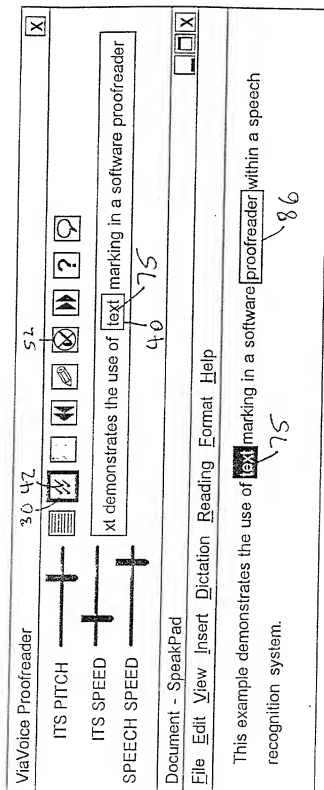 ViaVoice Proofreader X
30 42 52
ITS PITCH
?
ITS SPEED
SPEECH SPEED
xt demonstrates the use of text marking in a software proofreader
75
40
Document - SpeakPad X
File Edit View Insert Dictation Reading Format Help
This example demonstrates the use of text marking in a software proofreader within a speech
75
86
recognition system.